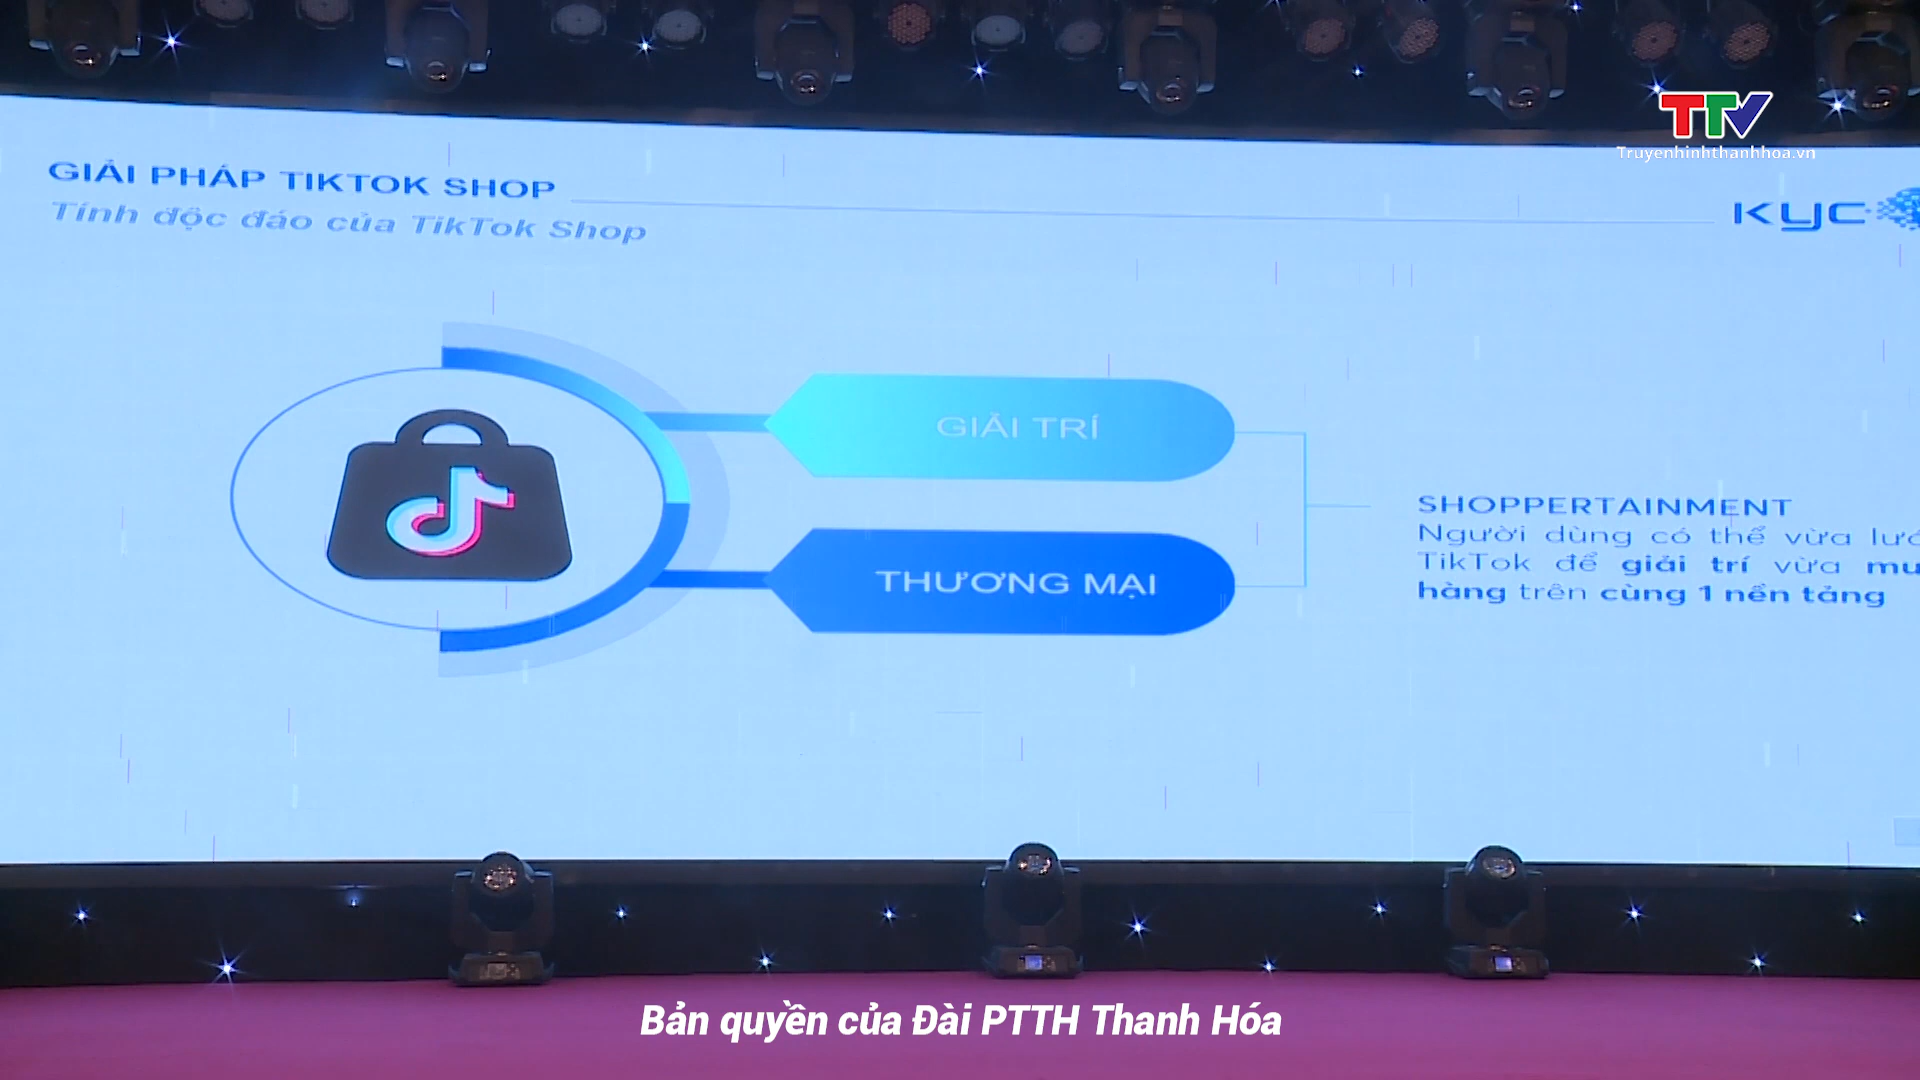 TTV
Truyenhinhthanhhoa.vn
GIẢI PHÁP TIKTOK SHOP
Tính độc đáo của TikTok Shop
KYC
GIẢI TRÍ
THƯƠNG MẠI
SHOPPERTAINMENT
Người dùng có thể vừa
TikTok để giải trí vừa
hàng trên cùng 1 nền tảng
Bản quyền của Đài PTTH Thanh Hóa